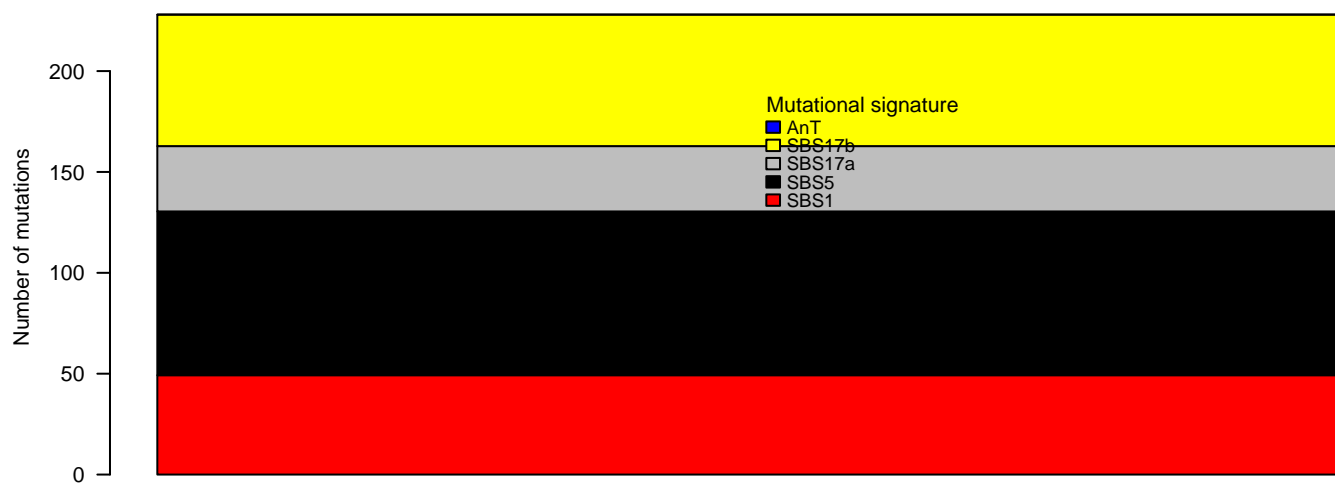 Number of mutations
200
150
100
50
0
Mutational signature
AnT
SBS17b
SBS17a
SBS5
SBS1